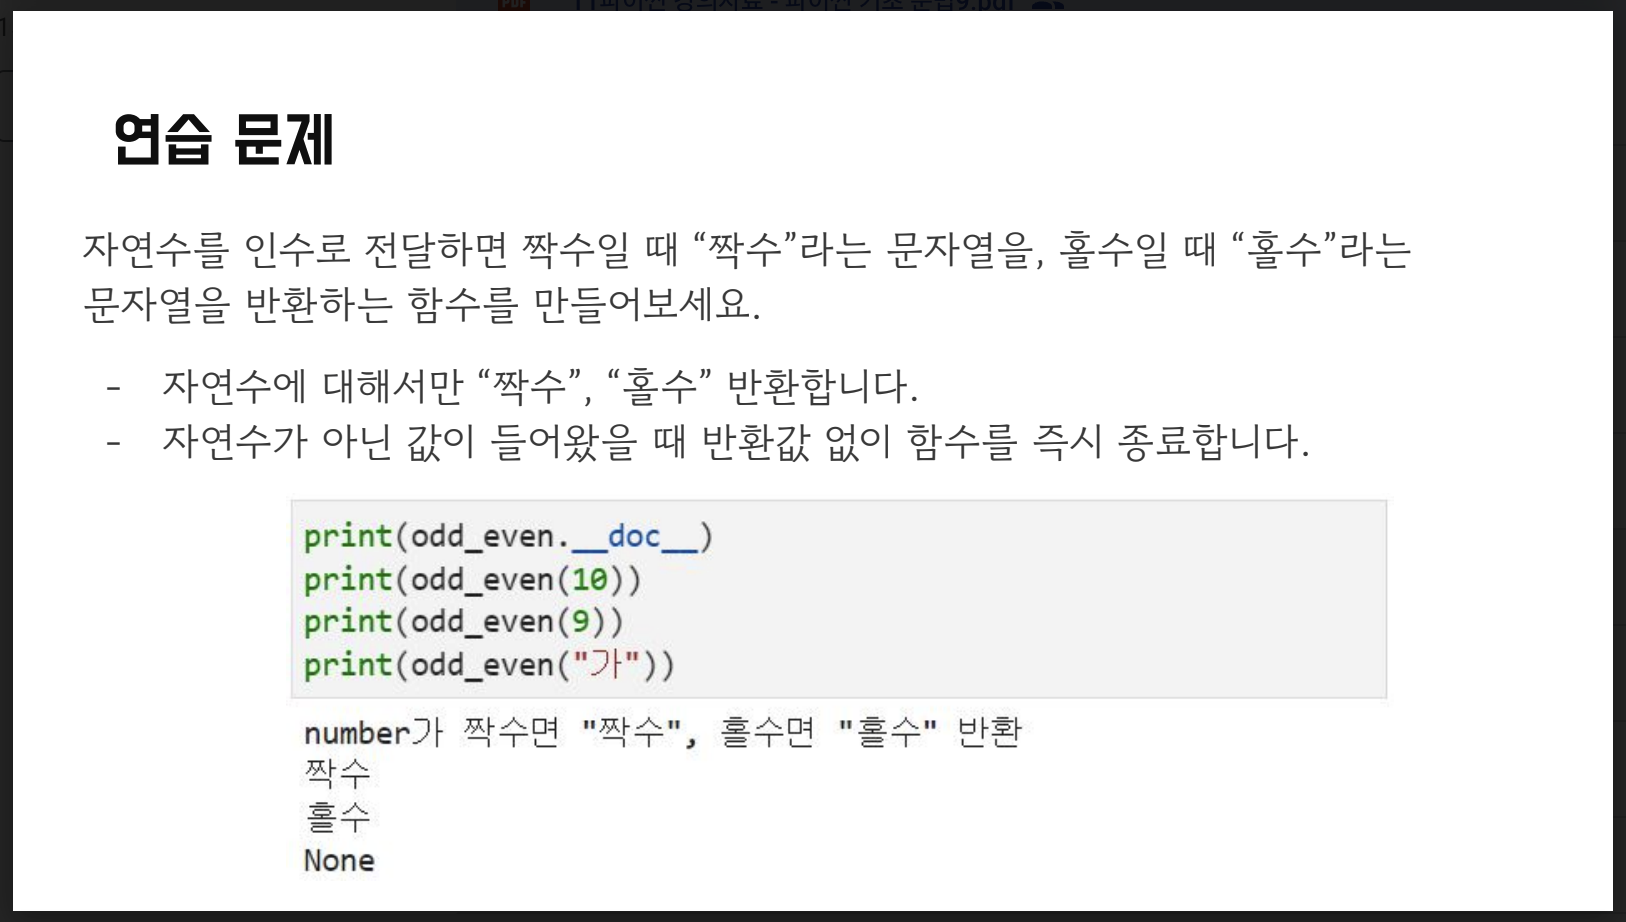 연습 문제
자연수를 인수로 전달하면 짝수일 때 “짝수”라는 문자열을, 홀수일 때 “홀수”라는
문자열을 반환하는 함수를 만들어보세요.
- 자연수에 대해서만 “짝수”, “홀수” 반환합니다.
- 자연수가 아닌 값이 들어왔을 때 반환값 없이 함수를 즉시 종료합니다.
print(odd_even.__doc__)
print(odd_even(10))
print(odd_even(9))
print(odd_even("가"))
number가 짝수면 "짝수", 홀수면 "홀수" 반환
짝수
홀수
None